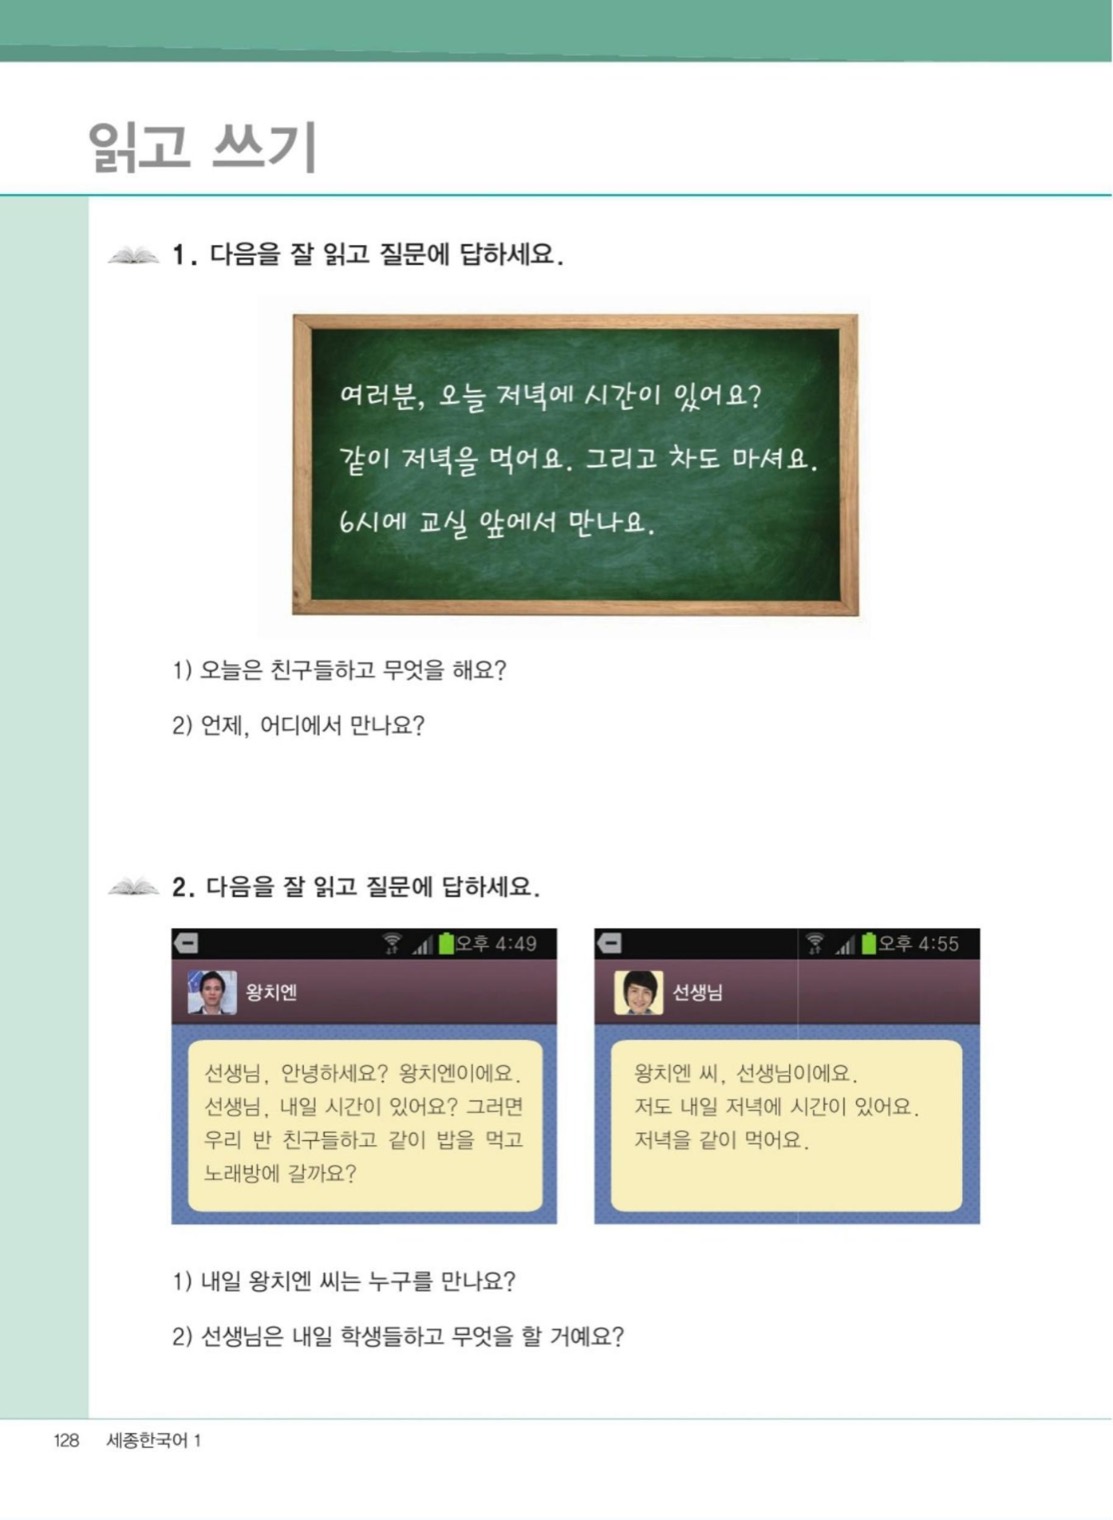 읽고 쓰기
1. 다음을 잘 읽고 질문에 답하세요.
여러분, 오늘 저녁에 시간이 있어요?
같이 저녁을 먹어요. 그리고 차도 마셔요.
6시에 교실 앞에서 만나요.
1) 오늘은 친구들하고 무엇을 해요?
2) 언제, 어디에서 만나요?
2. 다음을 잘 읽고 질문에 답하세요.
오후 4:49
왕치엔
선생님, 안녕하세요? 왕치엔이에요.
선생님, 내일 시간이 있어요? 그러면
우리 반 친구들하고 같이 밥을 먹고
노래방에 갈까요?
오후 4:55
선생님
왕치엔 씨, 선생님이에요.
저도 내일 저녁에 시간이 있어요.
저녁을 같이 먹어요.
1) 내일 왕치엔 씨는 누구를 만나요?
2) 선생님은 내일 학생들하고 무엇을 할 거예요?
128 세종한국어 1